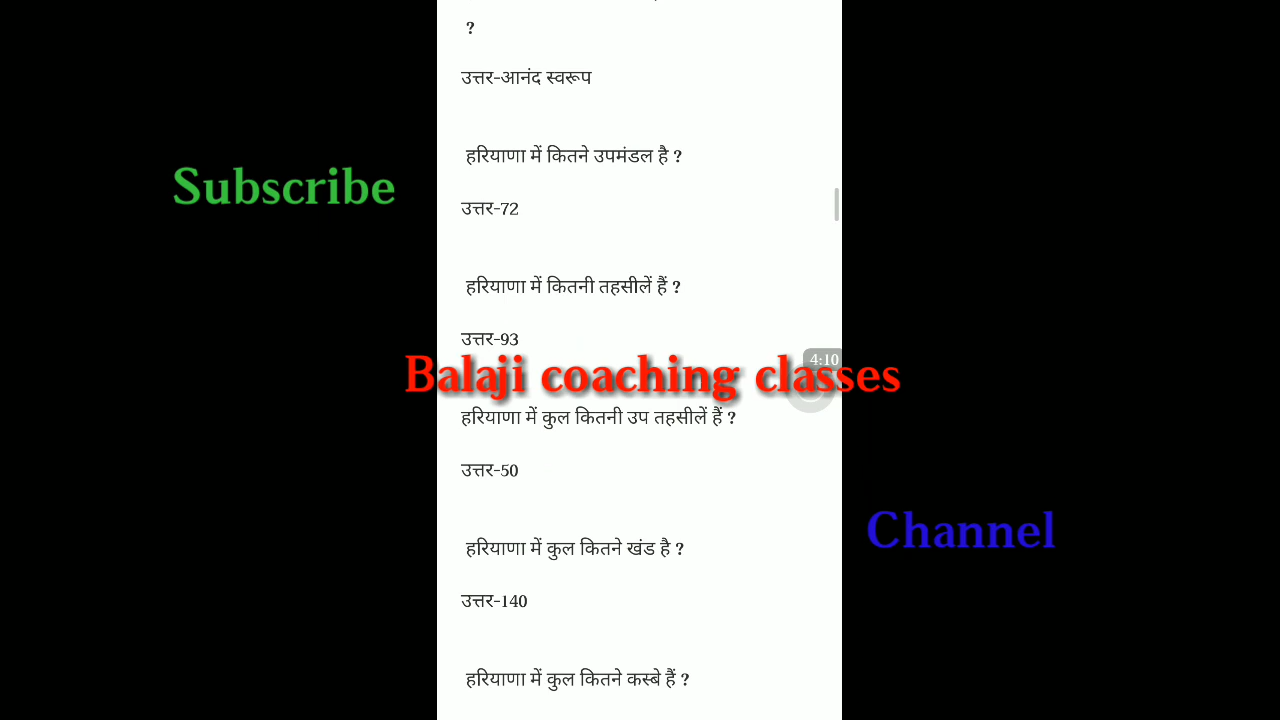 ?
उत्तर-आनंद स्वरूप
हरियाणा में कितने उपमंडल है ?
Subscribe
उत्तर-72
हरियाणा में कितनी तहसीलें हैं ?
उत्तर-93
4:10
Balaji coaching classes
हरियाणा में कुल कितनी उप तहसीलें हैं ?
उत्तर-50
Channel
हरियाणा में कुल कितने खंड है ?
उत्तर-140
हरियाणा में कुल कितने कस्बे हैं ?